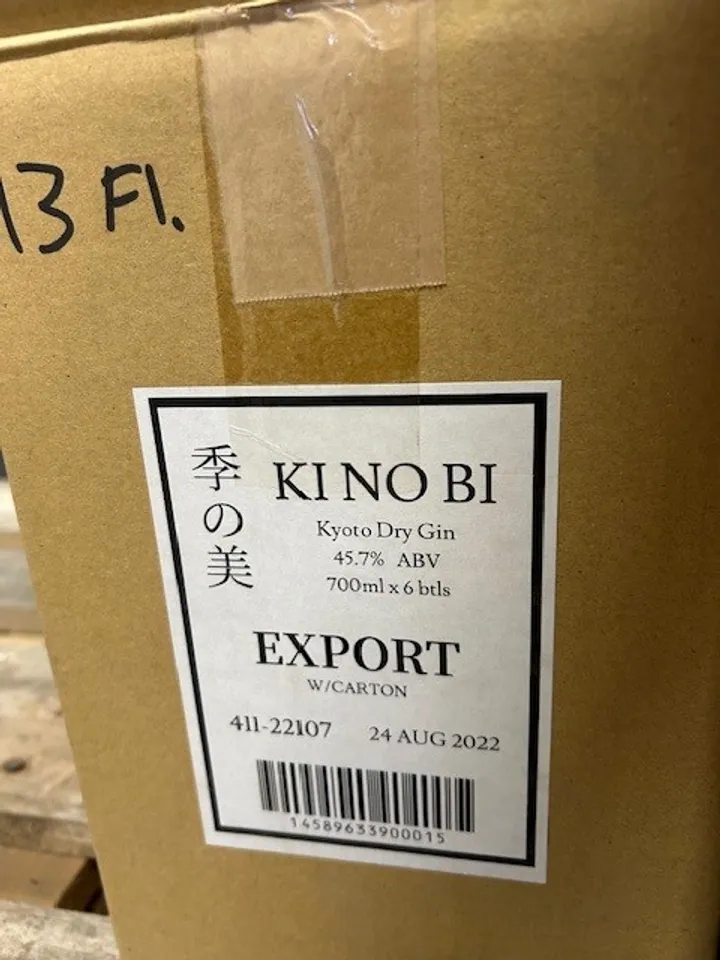 13 Fl.
季の美
KI NO BI
Kyoto Dry Gin
45.7% ABV
700ml x 6 btls
EXPORT
W/CARTON
411-22107 24 AUG 2022
14589633900015